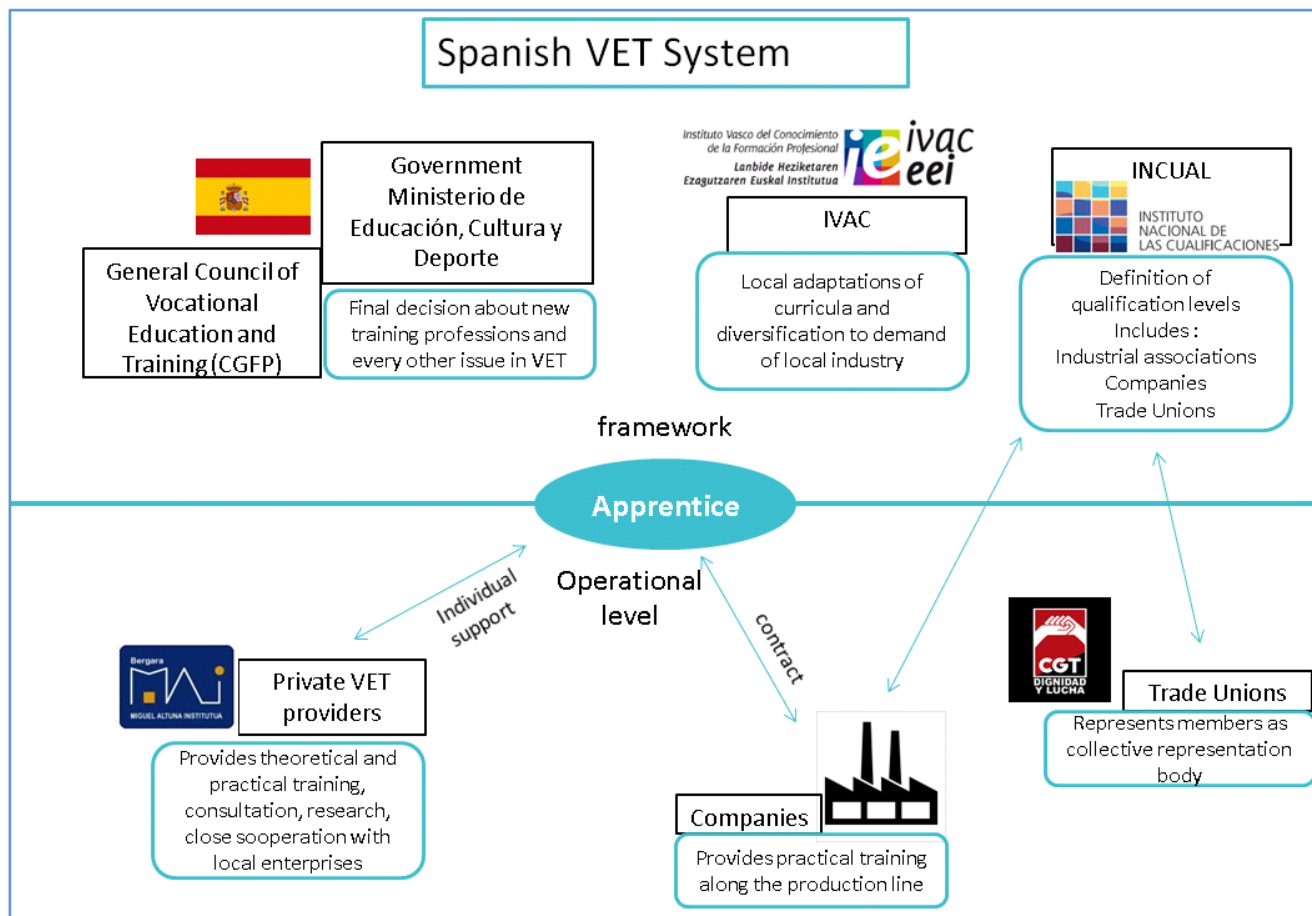 Spanish VET System
Government
Ministerio de
Educación, Cultura y
Deporte
General Council of
Vocational
Education and
Training (CGFP)
Final decision about new
training professions and
every other issue in VET
Instituto Vasco del Conocimiento
de la Formación Profesional
Lanbide Heziketaren
Ezagutzaren Euskal Institutua
ie
ivac
eei
IVAC
Local adaptations of
curricula and
diversification to demand
of local industry
INCUAL
INSTITUTO
NACIONAL DE
LAS CUALIFICACIONES
Definition of
qualification levels
Includes :
Industrial associations
Companies
Trade Unions
framework
Apprentice
Operational
level
Individual
support
contract
Bergara
MAi
MIGUEL ALTUNA INSTITUTUA
Private VET
providers
Provides theoretical and
practical training,
consultation, research,
close sooperation with
local enterprises
Companies
Provides practical training
along the production line
CGT
DIGNIDAD
Y LUCHA
Trade Unions
Represents members as
collective representation
body